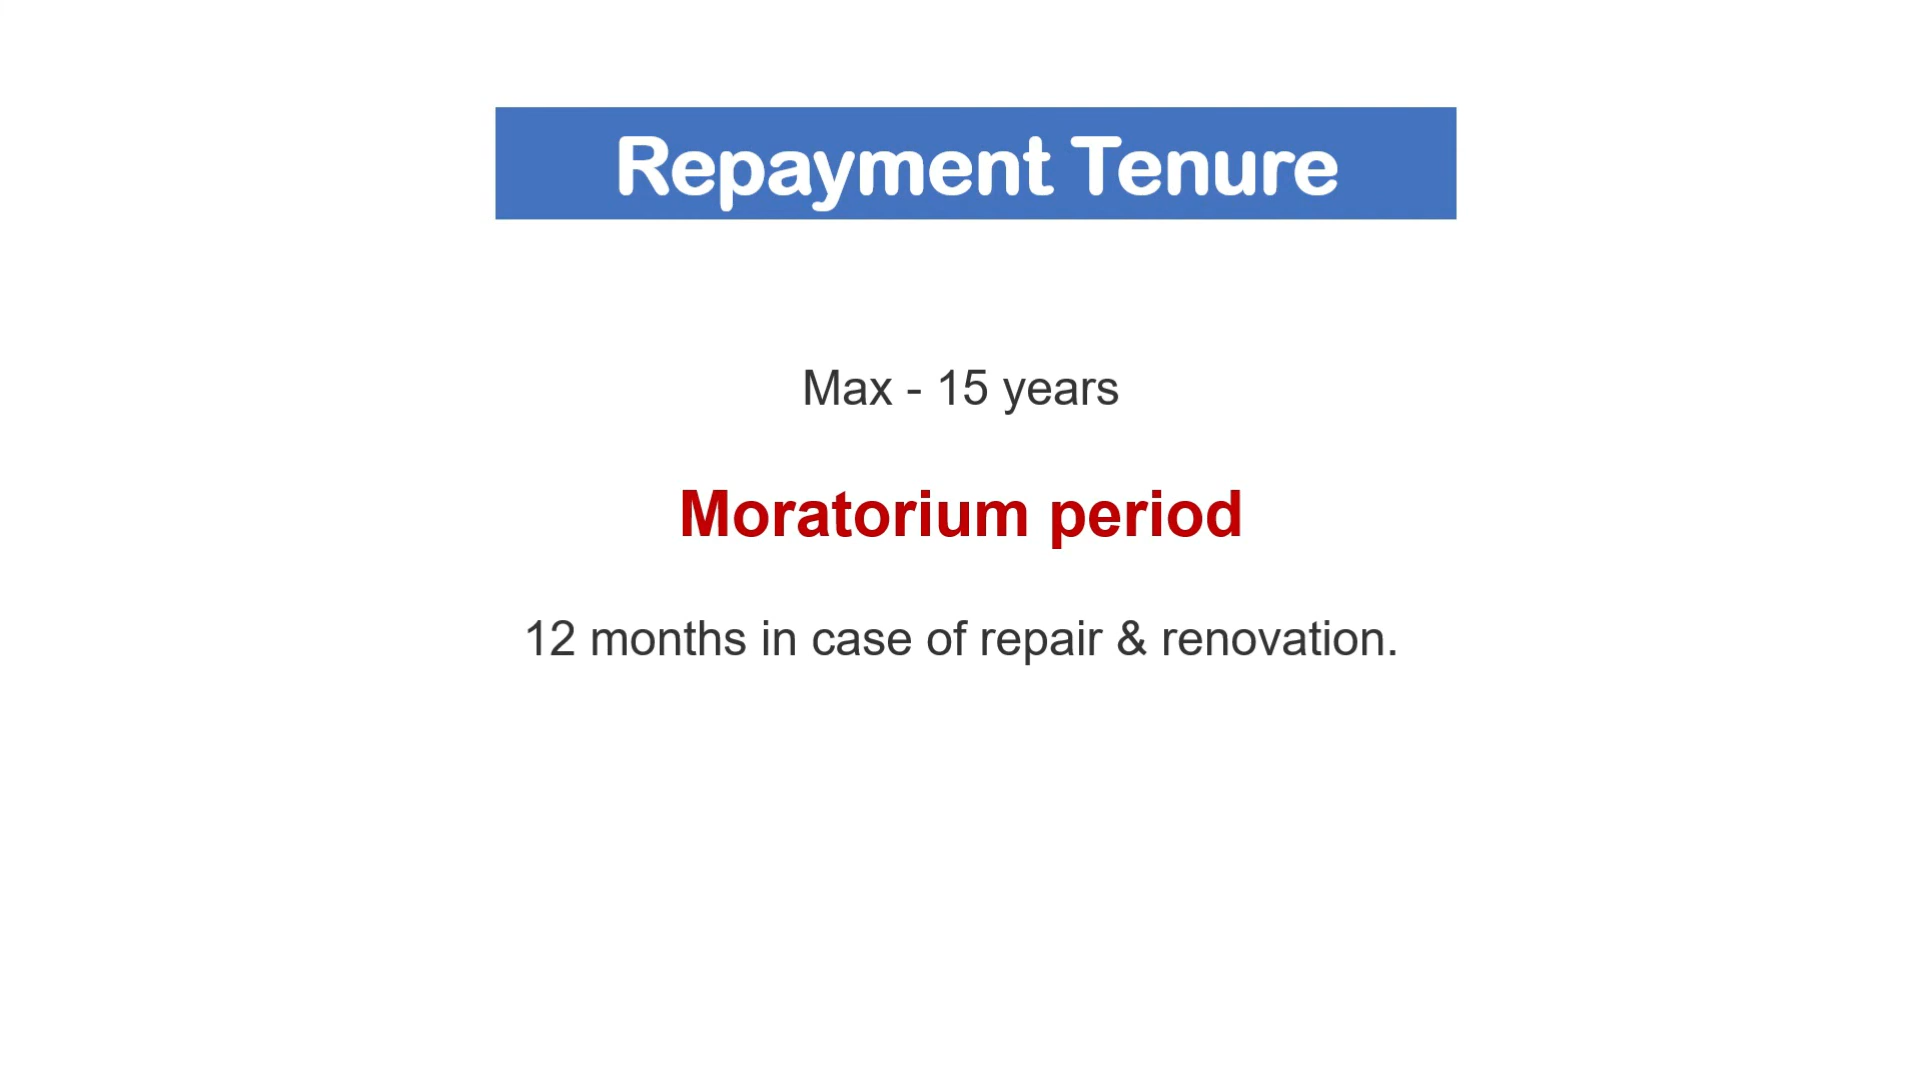 Repayment Tenure
Max - 15 years
Moratorium period
12 months in case of repair & renovation.